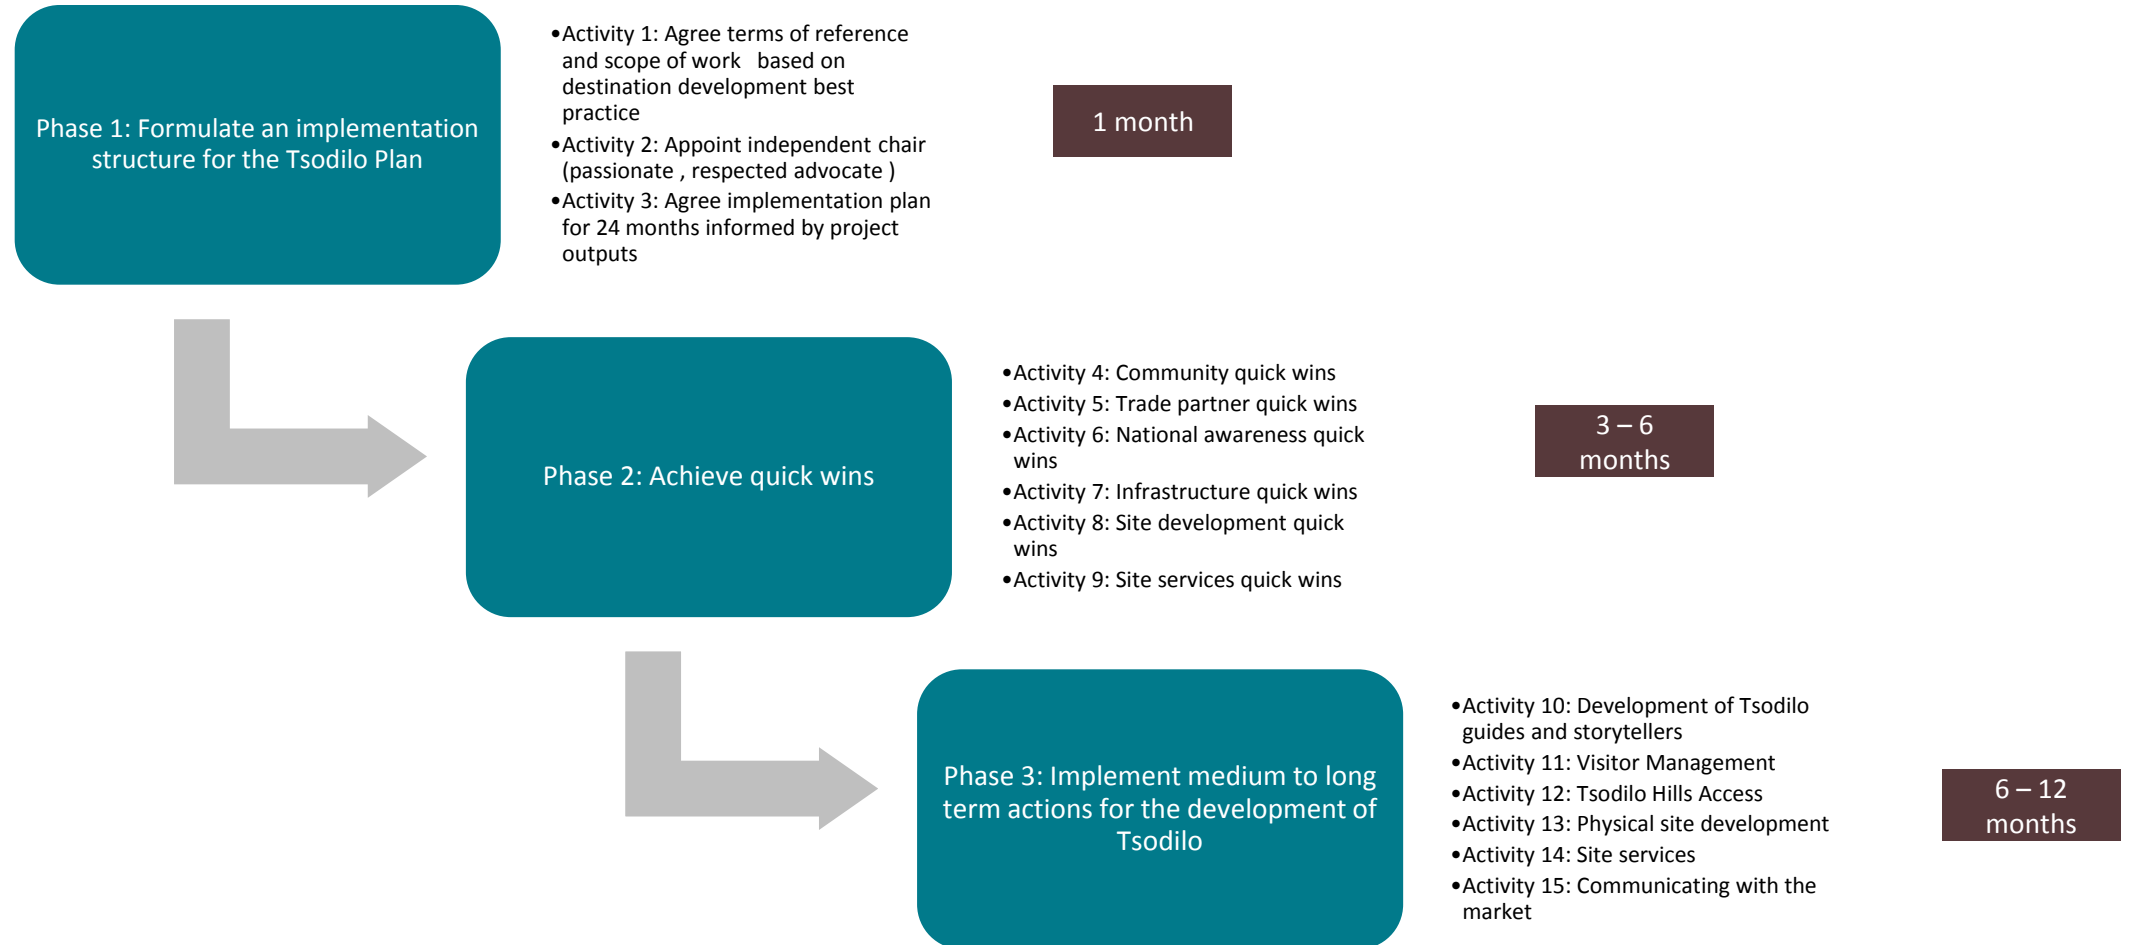 Phase 1: Formulate an implementation
structure for the Tsodilo Plan
•Activity 1: Agree terms of reference
and scope of work   based on
destination development best
practice
•Activity 2: Appoint independent chair
(passionate , respected advocate )
•Activity 3: Agree implementation plan
for 24 months informed by project
outputs
1 month
Phase 2: Achieve quick wins
•Activity 4: Community quick wins
•Activity 5: Trade partner quick wins
•Activity 6: National awareness quick
wins
•Activity 7: Infrastructure quick wins
•Activity 8: Site development quick
wins
•Activity 9: Site services quick wins
3 – 6
months
Phase 3: Implement medium to long
term actions for the development of
Tsodilo
•Activity 10: Development of Tsodilo
guides and storytellers
•Activity 11: Visitor Management
•Activity 12: Tsodilo Hills Access
•Activity 13: Physical site development
•Activity 14: Site services
•Activity 15: Communicating with the
market
6 – 12
months